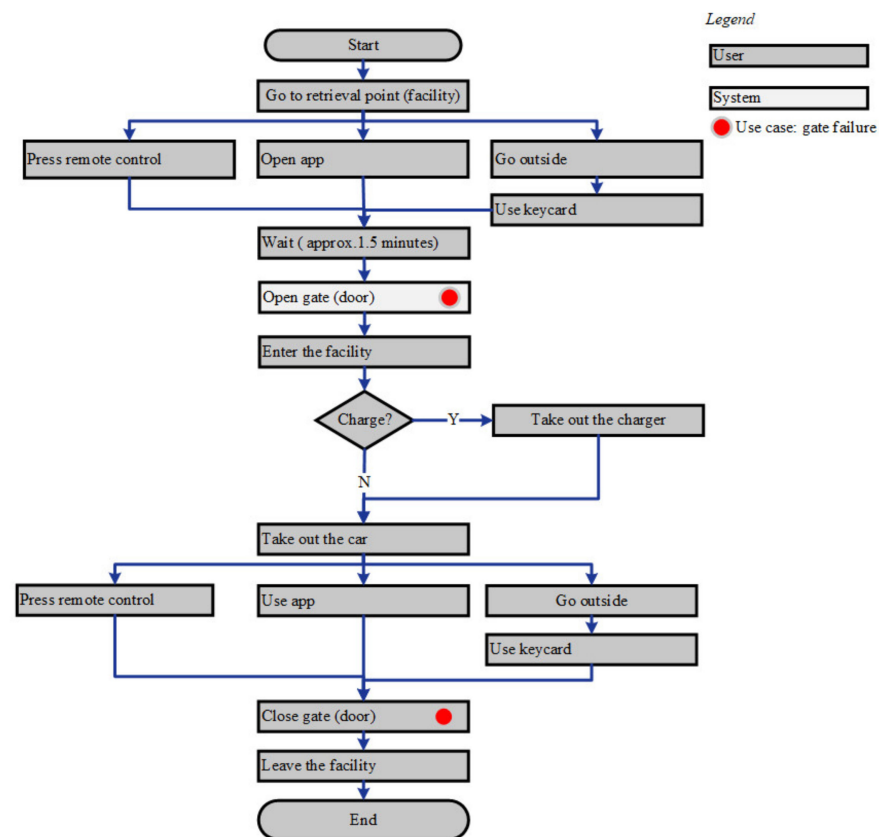 Legend
Start
User
Go to retrieval point (facility)
System
Use case: gate failure
Press remote control
Open app
Go outside
Use keycard
Wait ( approx.1.5 minutes)
Open gate (door)
Enter the facility
Charge?
Y
Take out the charger
N
Take out the car
Press remote control
Use app
Go outside
Use keycard
Close gate (door)
Leave the facility
End